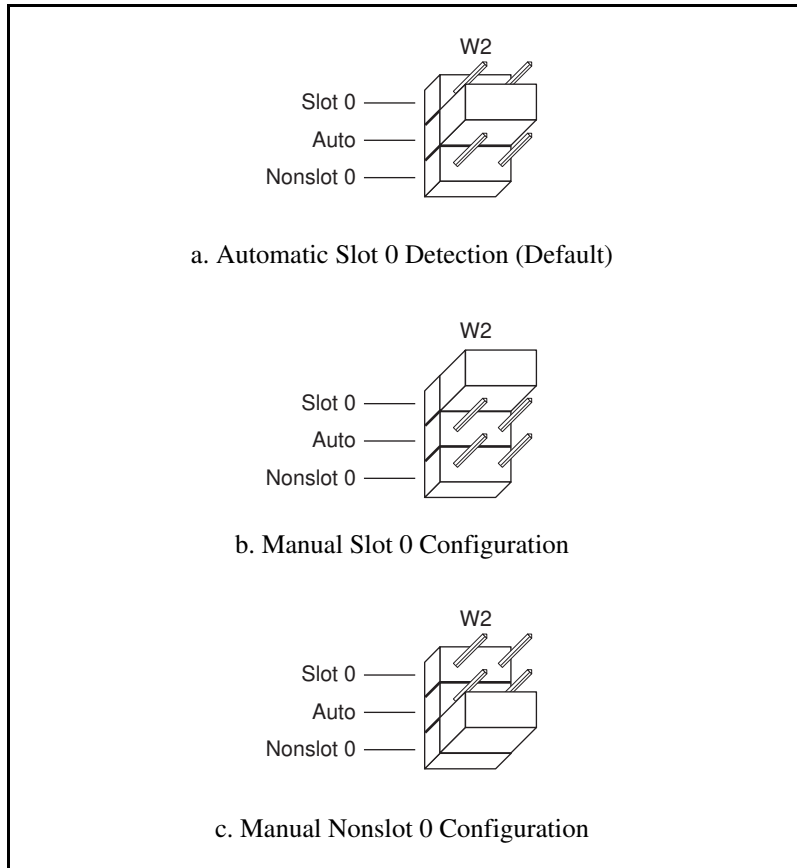 W2
Slot 0
Auto
Nonslot 0
a. Automatic Slot 0 Detection (Default)
W2
Slot 0
Auto
Nonslot 0
b. Manual Slot 0 Configuration
W2
Slot 0
Auto
Nonslot 0
c. Manual Nonslot 0 Configuration